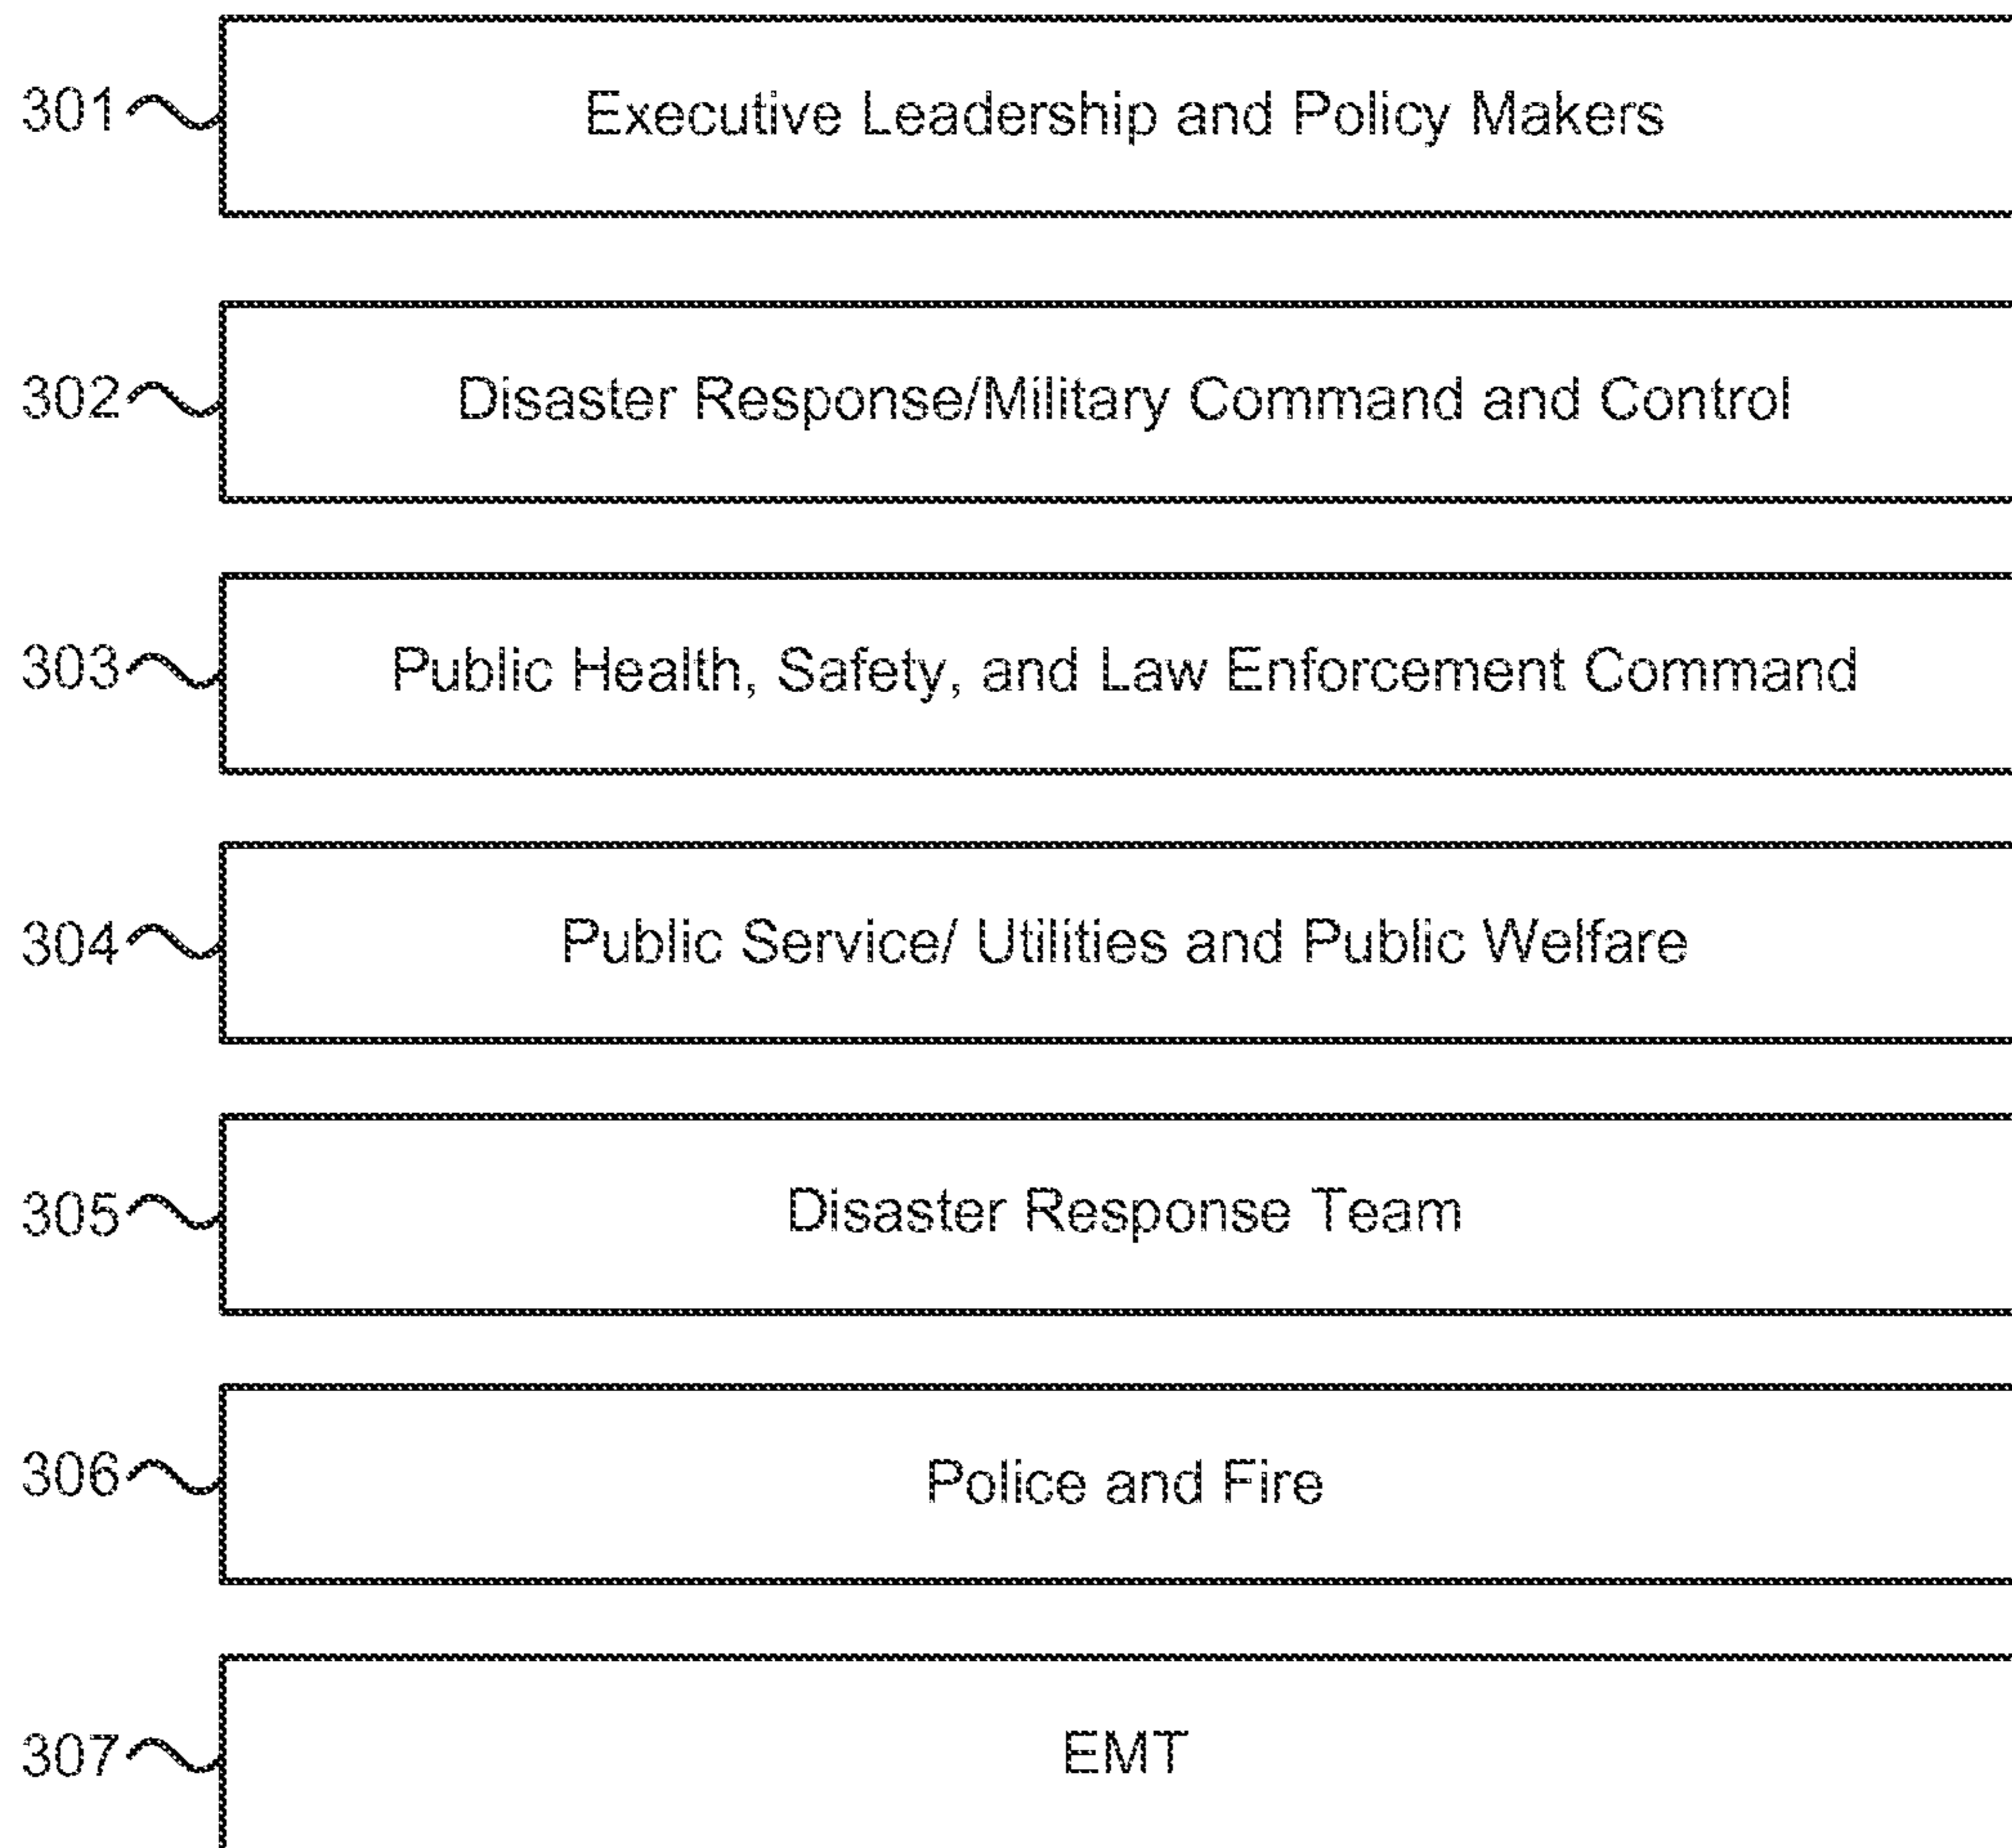 301 Executive Leadership and Policy Makers
302 Disaster Response/Military Command and Control
303 Public Health, Safety, and Law Enforcement Command
304 Public Service/ Utilities and Public Welfare
305 Disaster Response Team
306 Police and Fire
307 EMT